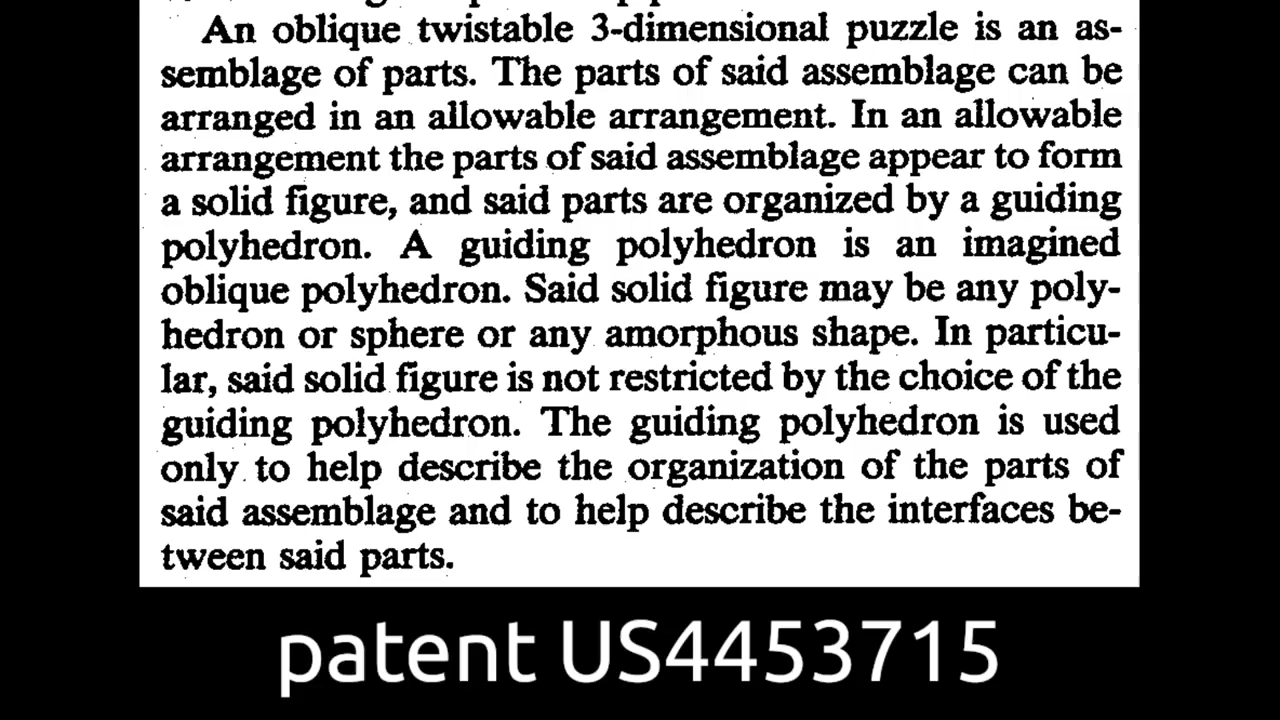 An oblique twistable 3-dimensional puzzle is an as-
semblage of parts. The parts of said assemblage can be
arranged in an allowable arrangement. In an allowable
arrangement the parts of said assemblage appear to form
a solid figure, and said parts are organized by a guiding
polyhedron. A guiding polyhedron is an imagined
oblique polyhedron. Said solid figure may be any poly-
hedron or sphere or any amorphous shape. In particu-
lar, said solid figure is not restricted by the choice of the
guiding polyhedron. The guiding polyhedron is used
only to help describe the organization of the parts of
said assemblage and to help describe the interfaces be-
tween said parts.
patent US4453715